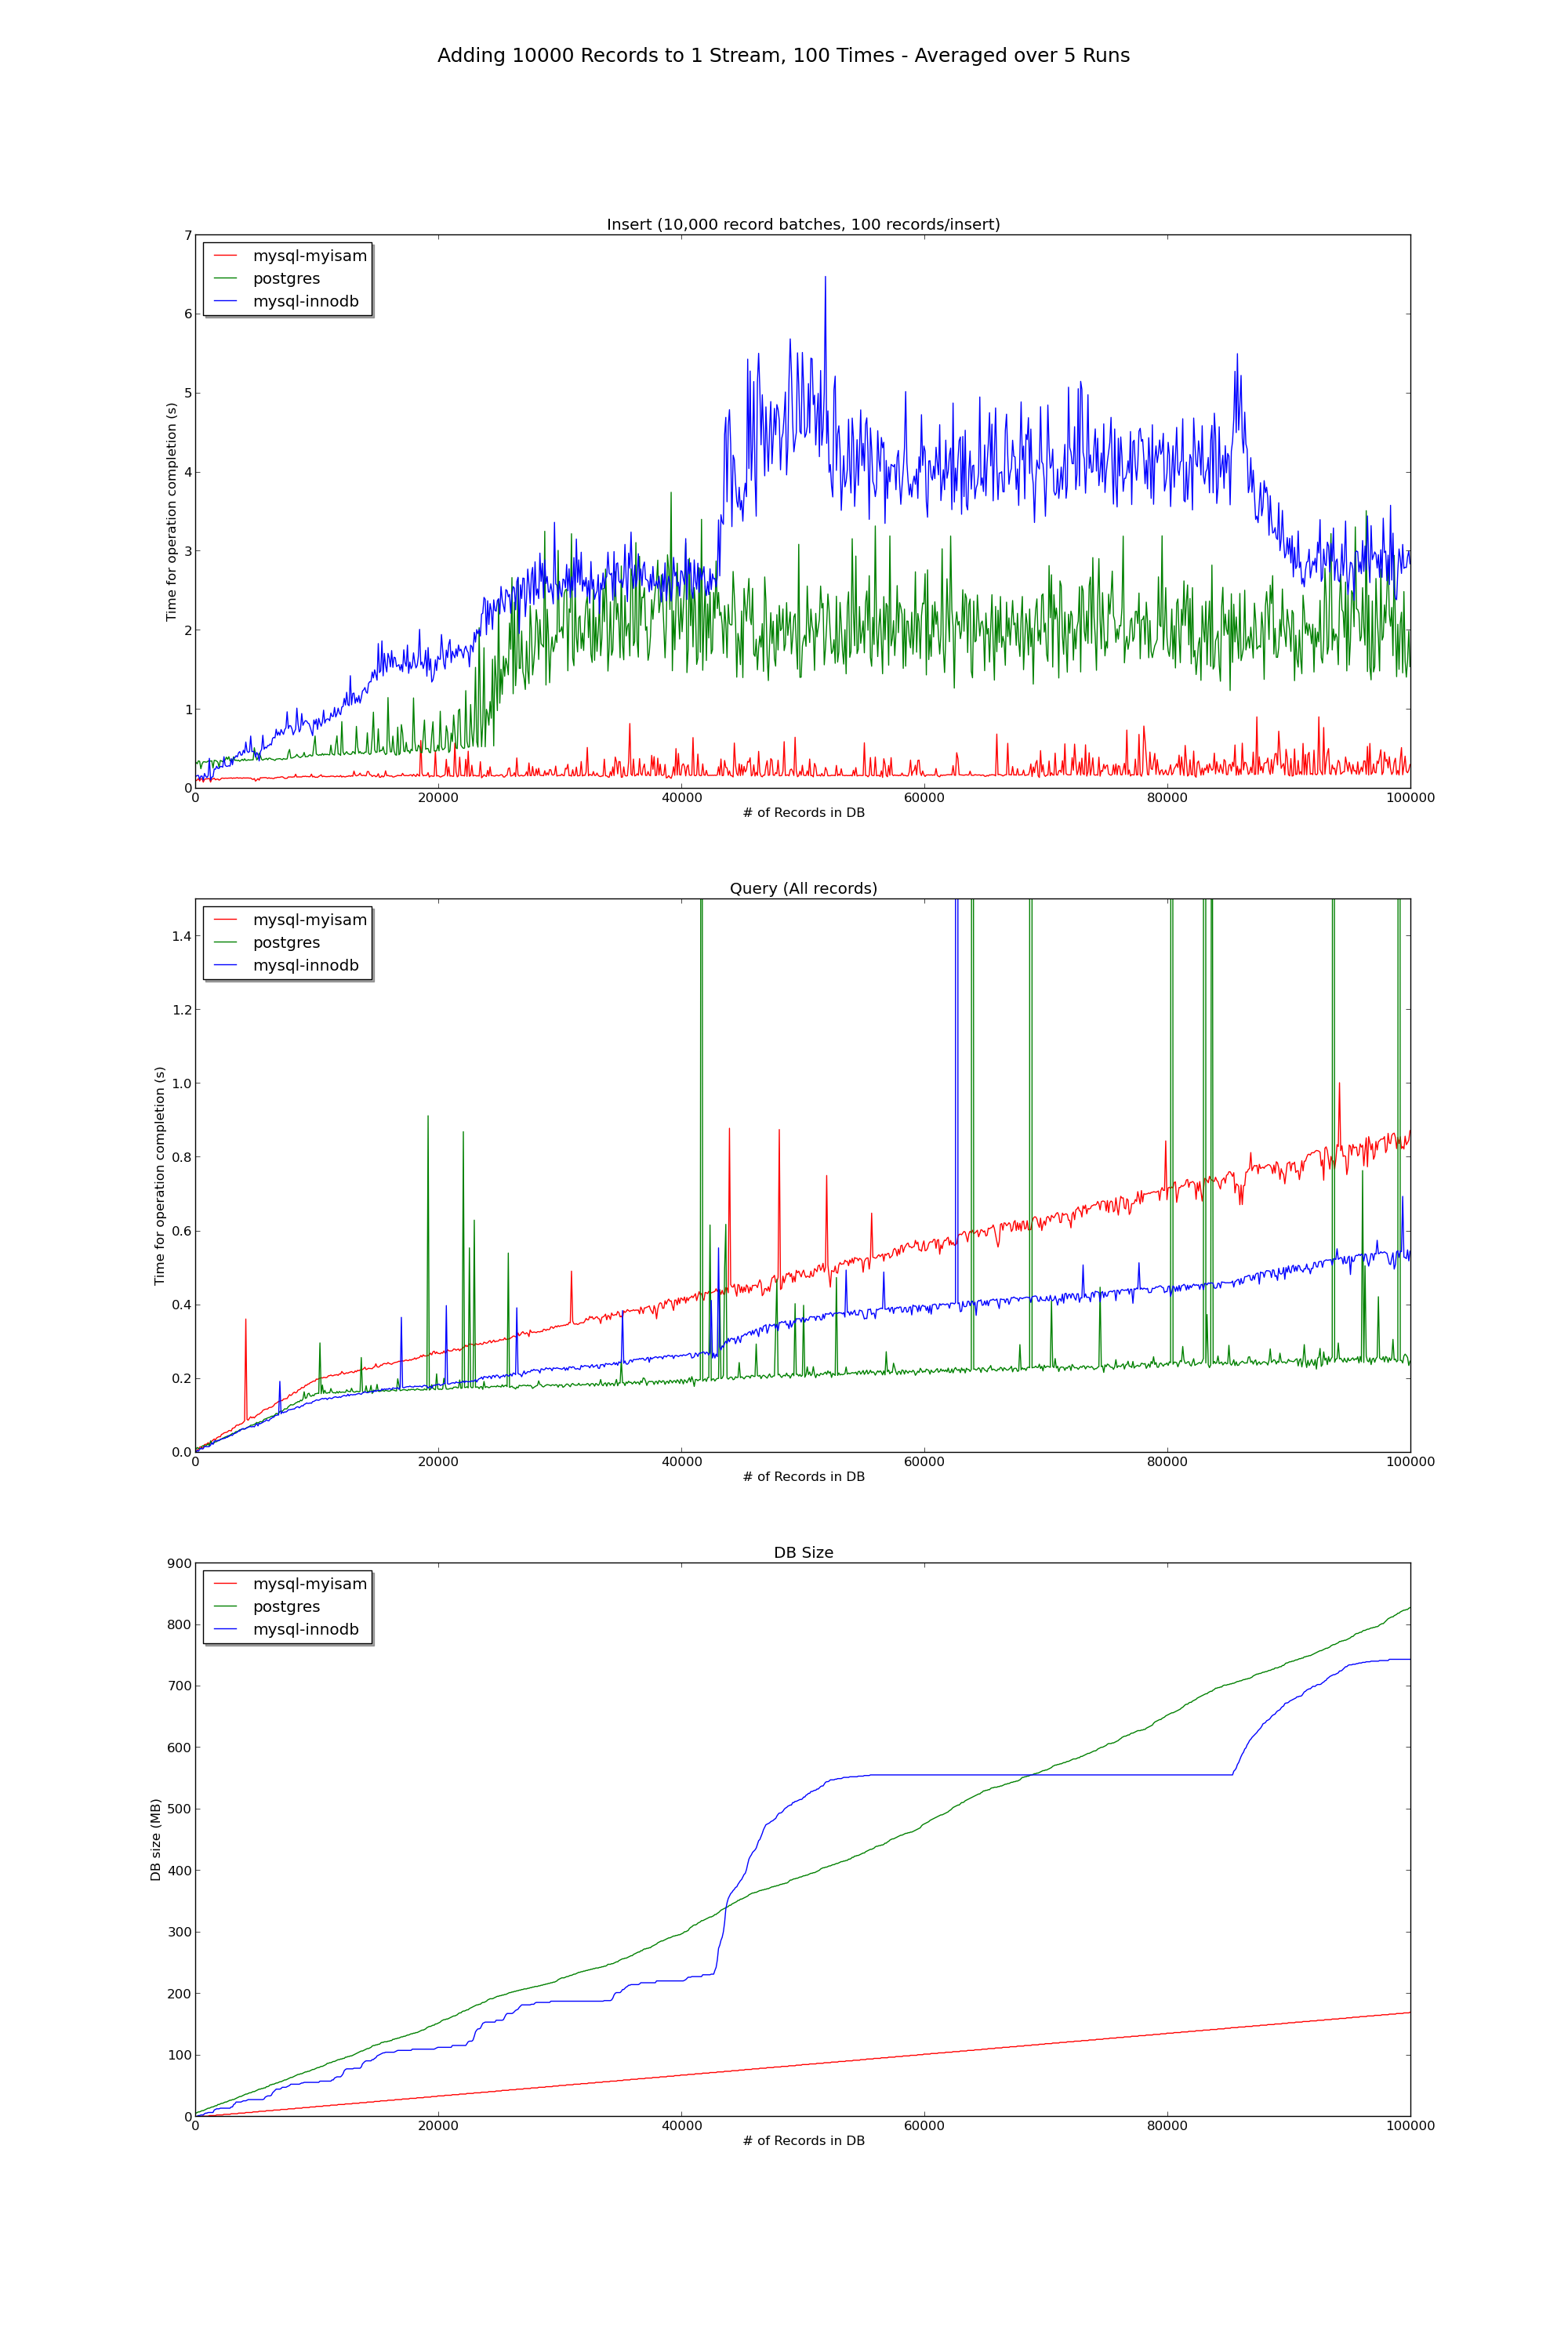 Adding 10000 Records to 1 Stream, 100 Times - Averaged over 5 Runs
Insert (10,000 record batches, 100 records/insert)
7
6
5
4
3
2
1
0
Time for operation completion (s)
mysql-myisam
postgres
mysql-innodb
0 20000 40000 60000 80000 100000
# of Records in DB
Query (All records)
1.4
1.2
1.0
0.8
0.6
0.4
0.2
0.0
Time for operation completion (s)
mysql-myisam
postgres
mysql-innodb
0 20000 40000 60000 80000 100000
# of Records in DB
DB Size
900
800
700
600
500
400
300
200
100
0
DB size (MB)
mysql-myisam
postgres
mysql-innodb
0 20000 40000 60000 80000 100000
# of Records in DB